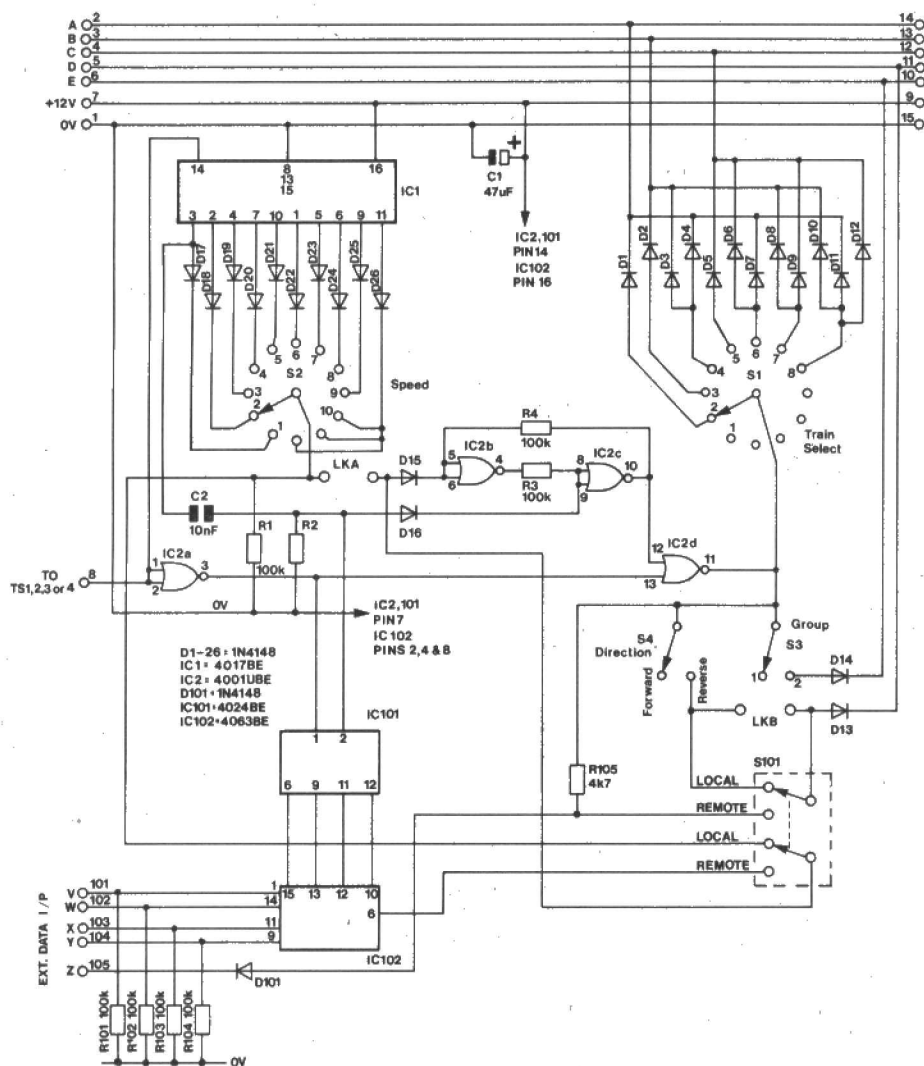 A 2 14
B 3 13
C 4 12
D 5 11
E 6 10
+12V 7 9
0V 1 15
14 8 16
13
15
IC1
3 2 4 7 10 1 5 6 9 11
D17
D18
D19
D20
D21
D22
D23
D24
D25
D26
+
C1
47uF
IC2,101
PIN 14
IC102
PIN 16
D1
D2
D3
D4
D5
D6
D7
D8
D9
D10
D11
D12
1
2
3
4
5
6
7
8
9
10
S2
Speed
1
2
3
4
5
6
7
8
S1
Train
Select
LKA
D15
D16
R4
100k
IC2b
5
6
4
R3
100k
IC2c
8
9
10
C2
10nF
R1
R2
100k
IC2a
1
2
3
IC2d
12
13
11
TO
TS1,2,3 or 4
8
0V
IC2,101
PIN7
IC102
PINS 2,4 & 8
D1-26 = 1N4148
IC1 = 4017BE
IC2 = 4001UBE
D101 = 1N4148
IC101 = 4024BE
IC102 = 4063BE
S4
Direction
Forward
Reverse
Group
S3
1
2
D14
LKB
D13
IC101
1 2
6 9 11 12
R105
4k7
S101
LOCAL
REMOTE
LOCAL
REMOTE
EXT. DATA I/P
V 101 1
W 102 14
X 103 11
Y 104 9
Z 105
15 13 12 10
6
IC102
D101
R101 100k
R102 100k
R103 100k
R104 100k
0V